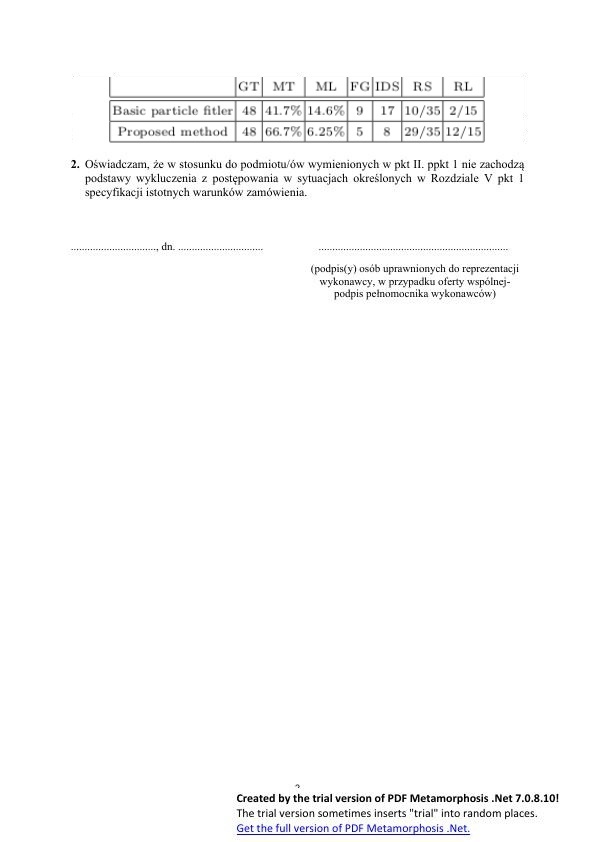 GT MT ML FG IDS RS RL
Basic particle fitler 48 41.7% 14.6% 9 17 10/35 2/15
Proposed method 48 66.7% 6.25% 5 8 29/35 12/15
2. Oświadczam, że w stosunku do podmiotu/ów wymienionych w pkt II. ppkt 1 nie zachodzą
podstawy wykluczenia z postępowania w sytuacjach określonych w Rozdziale V pkt 1
specyfikacji istotnych warunków zamówienia.
..............................., dn. ............................... .....................................................................
(podpis(y) osób uprawnionych do reprezentacji
wykonawcy, w przypadku oferty wspólnej-
podpis pełnomocnika wykonawców)
Created by the trial version of PDF Metamorphosis .Net 7.0.8.10!
The trial version sometimes inserts "trial" into random places.
Get the full version of PDF Metamorphosis .Net.